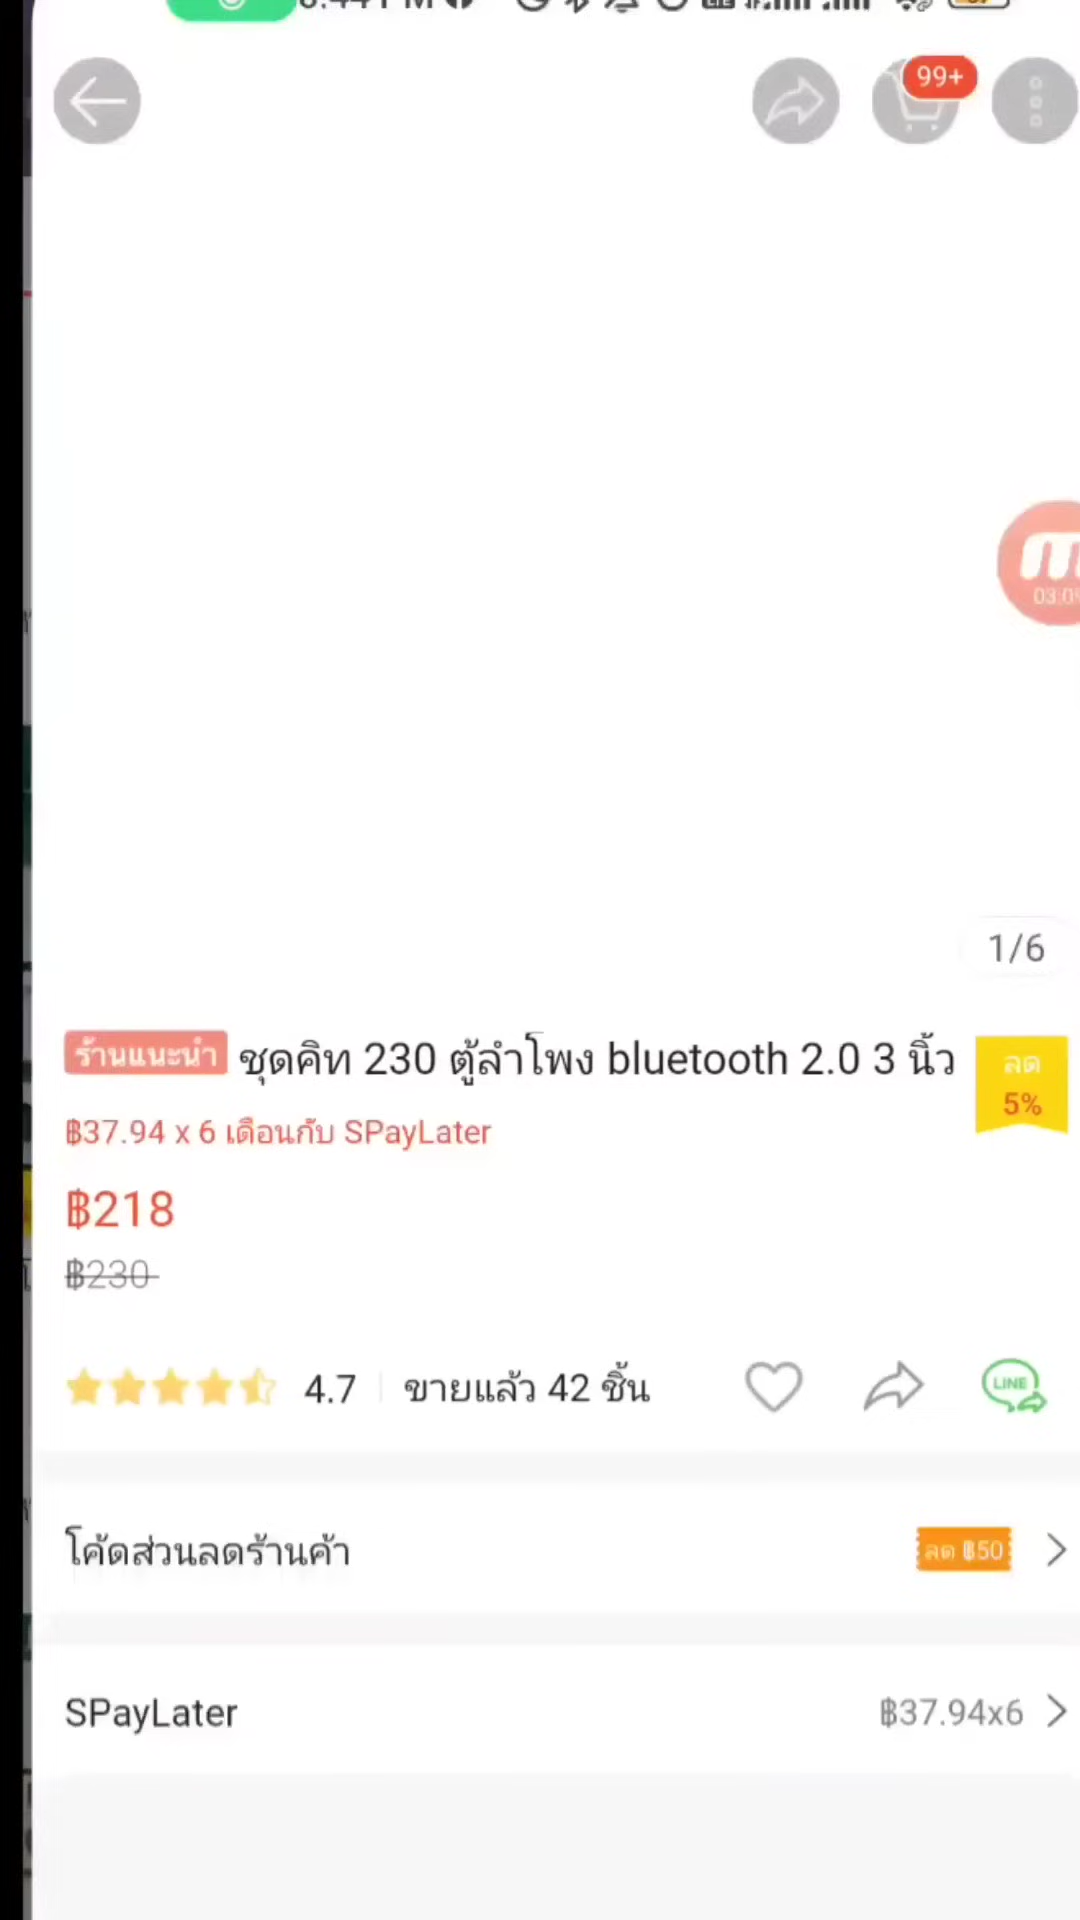 99+
1/6
ร้านแนะนำ ชุดคิท 230 ตู้ลำโพง bluetooth 2.0 3 นิ้ว
ลด
5%
฿37.94 x 6 เดือนกับ SPayLater
฿218
฿230
4.7 ขายแล้ว 42 ชิ้น
LINE
โค้ดส่วนลดร้านค้า
ลด ฿50
SPayLater
฿37.94x6